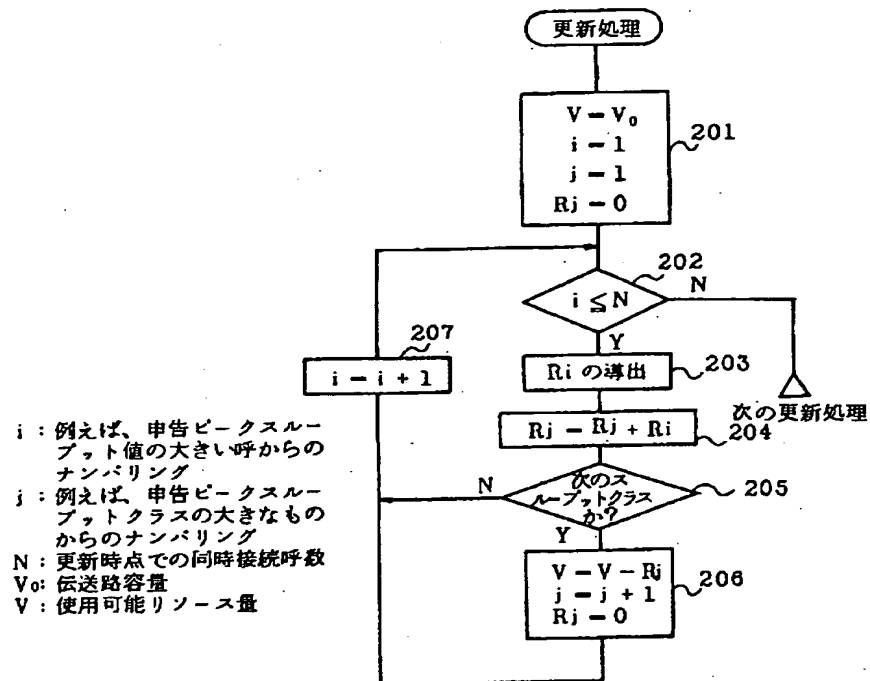 更新処理
V = V₀
i = 1
j = 1
Rj = 0
201
202
i ≦ N
N
Y
207
i = i + 1
Ri の導出
203
次の更新処理
Rj = Rj + Ri
204
次のス
ループットクラス
か?
205
N
Y
V = V − Rj
j = j + 1
Rj = 0
206
i : 例えば、申告ピークスルー
プット値の大きい呼からの
ナンバリング
j : 例えば、申告ピークスルー
プットクラスの大きなもの
からのナンバリング
N : 更新時点での同時接続呼数
V₀: 伝送路容量
V : 使用可能リソース量